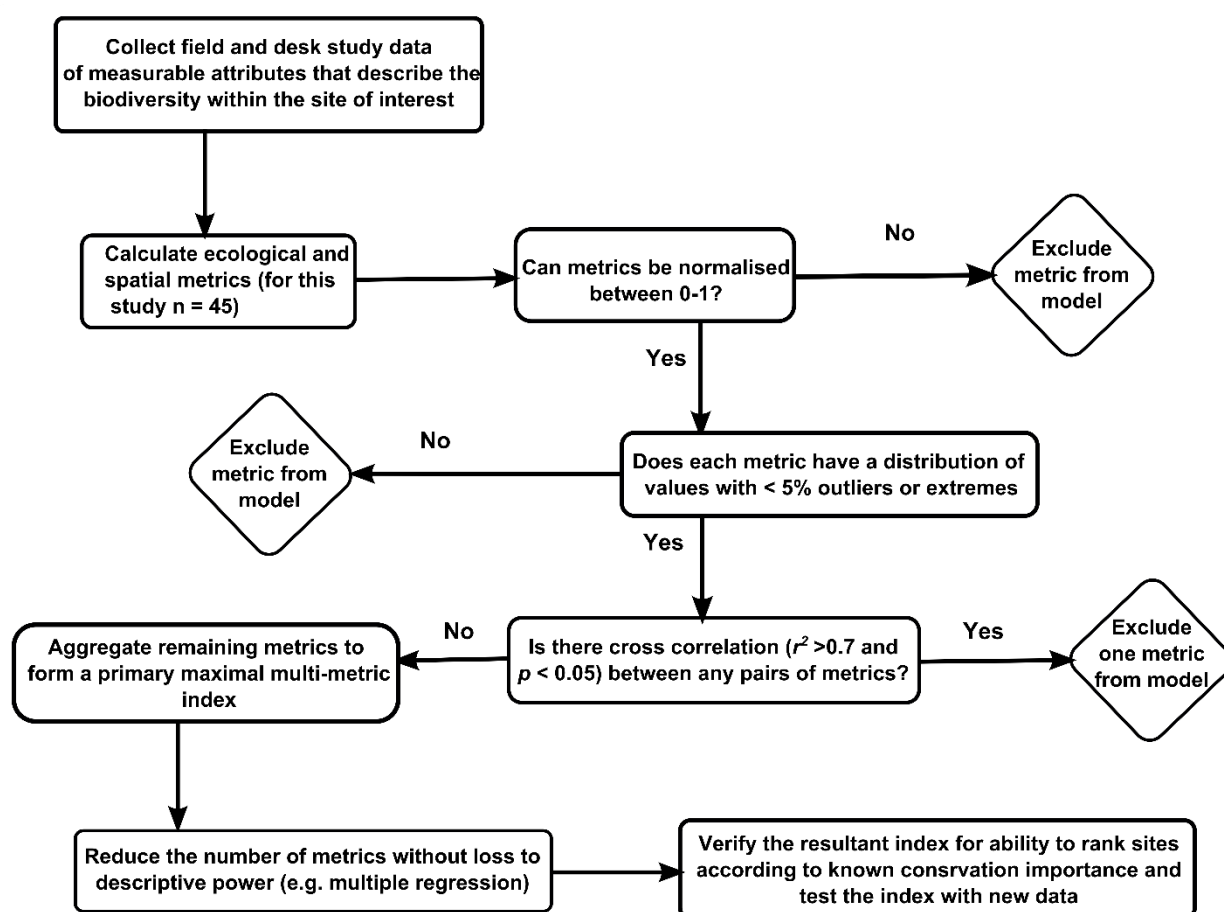 Collect field and desk study data
of measurable attributes that describe the
biodiversity within the site of interest
Calculate ecological and
spatial metrics (for this
study n = 45)
Can metrics be normalised
between 0-1?
No
Exclude
metric from
model
Yes
Does each metric have a distribution of
values with < 5% outliers or extremes
No
Exclude
metric from
model
Yes
Is there cross correlation (r² >0.7 and
p < 0.05) between any pairs of metrics?
Yes
Exclude
one metric
from model
No
Aggregate remaining metrics to
form a primary maximal multi-metric
index
Reduce the number of metrics without loss to
descriptive power (e.g. multiple regression)
Verify the resultant index for ability to rank sites
according to known consrvation importance and
test the index with new data